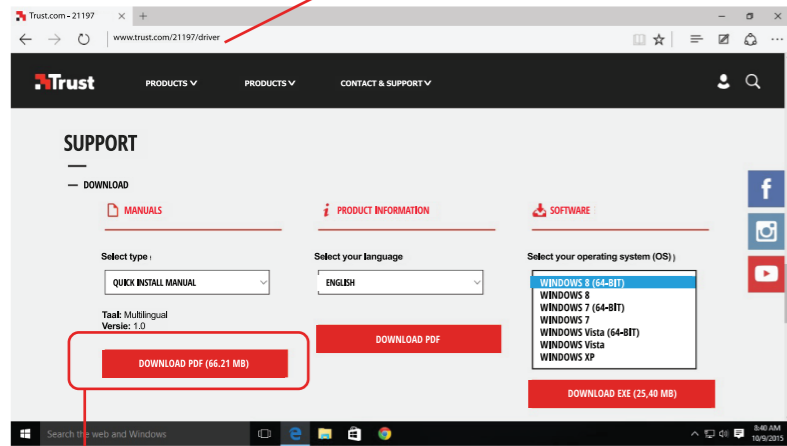 Trust.com - 21197
www.trust.com/21197/driver
Trust PRODUCTS PRODUCTS CONTACT & SUPPORT
SUPPORT
DOWNLOAD
MANUALS
Select type :
QUICK INSTALL MANUAL
Taal: Multilingual
Versie: 1.0
DOWNLOAD PDF (66.21 MB)
PRODUCT INFORMATION
Select your language
ENGLISH
DOWNLOAD PDF
SOFTWARE
Select your operating system (OS) )
WINDOWS 8 (64-BIT)
WINDOWS 8
WINDOWS 7 (64-BIT)
WINDOWS 7
WINDOWS Vista (64-BIT)
WINDOWS Vista
WINDOWS XP
DOWNLOAD EXE (25,40 MB)
Search the web and Windows
8:40 AM
10/9/2015